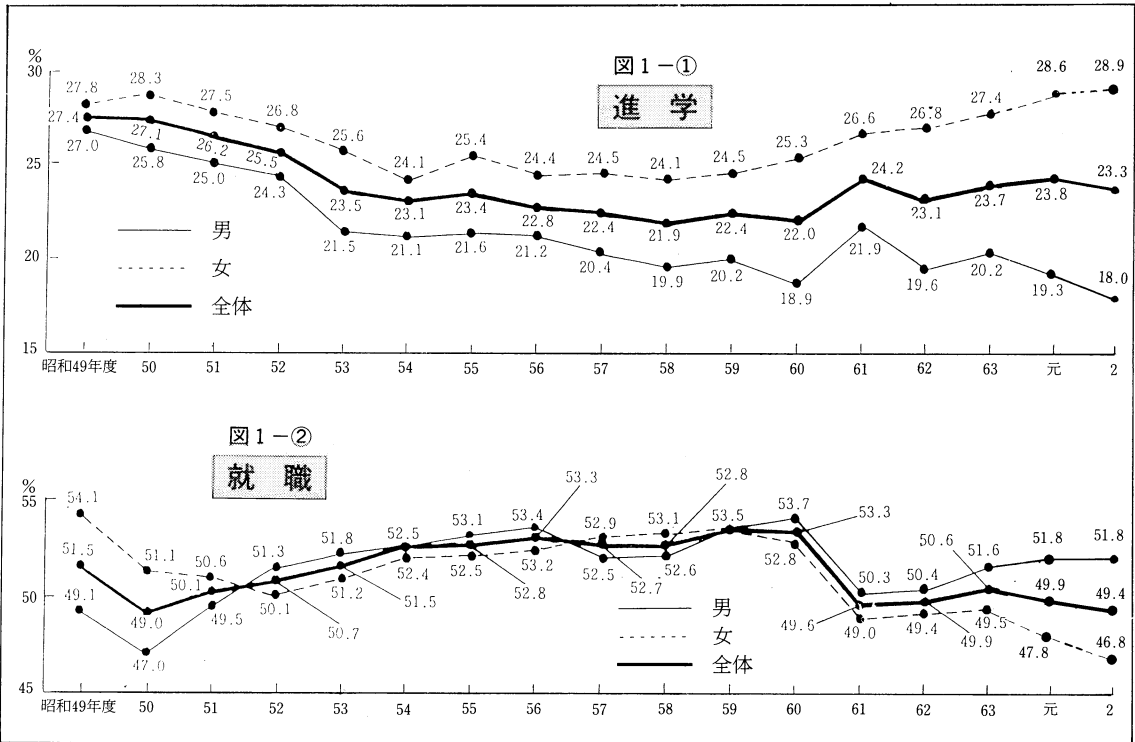 図1-①
進学
%
30
25
20
15
27.8 28.3 27.5 26.8 25.6 24.1 25.4 24.4 24.5 24.1 24.5 25.3 26.6 26.8 27.4 28.6 28.9
27.4 27.1 26.2 25.5 23.5 23.1 23.4 22.8 22.4 21.9 22.4 22.0 24.2 23.1 23.7 23.8 23.3
27.0 25.8 25.0 24.3 21.5 21.1 21.6 21.2 20.4 19.9 20.2 18.9 21.9 19.6 20.2 19.3 18.0
男
女
全体
昭和49年度 50 51 52 53 54 55 56 57 58 59 60 61 62 63 元 2
図1-②
就職
%
55
50
45
54.1 51.1 50.6 51.3 51.8 52.5 53.1 53.4 53.3 52.9 53.1 52.8 53.5 53.7 53.3 50.6 51.6 51.8 51.8
51.5 50.1 50.3 50.4 49.9 49.4
49.1 49.0 49.5 50.1 50.7 51.2 51.5 52.4 52.5 52.8 53.2 52.5 52.7 52.6 52.8 49.6 49.0 49.4 49.9 49.5 47.8 46.8
47.0
男
女
全体
昭和49年度 50 51 52 53 54 55 56 57 58 59 60 61 62 63 元 2